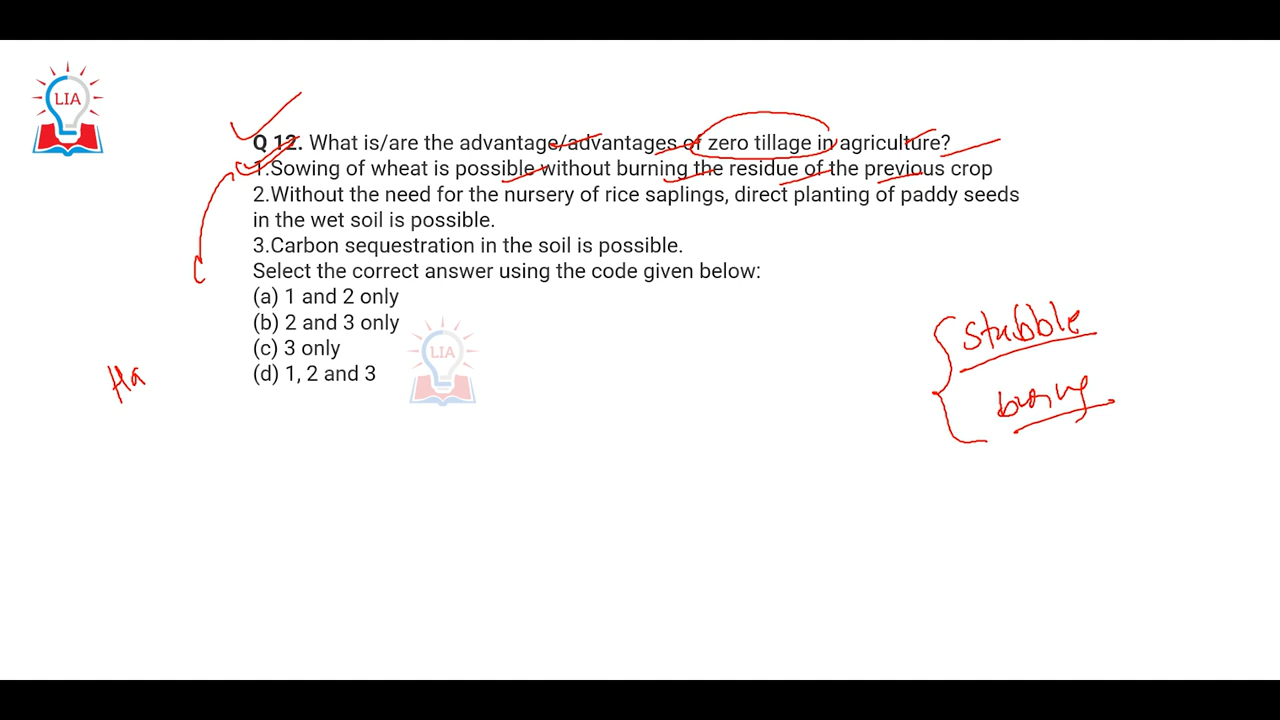 LIA
Q 12. What is/are the advantage/advantages of zero tillage in agriculture?
1.Sowing of wheat is possible without burning the residue of the previous crop
2.Without the need for the nursery of rice saplings, direct planting of paddy seeds
in the wet soil is possible.
3.Carbon sequestration in the soil is possible.
Select the correct answer using the code given below:
(a) 1 and 2 only
(b) 2 and 3 only
(c) 3 only
(d) 1, 2 and 3
LIA
Stubble
Ha